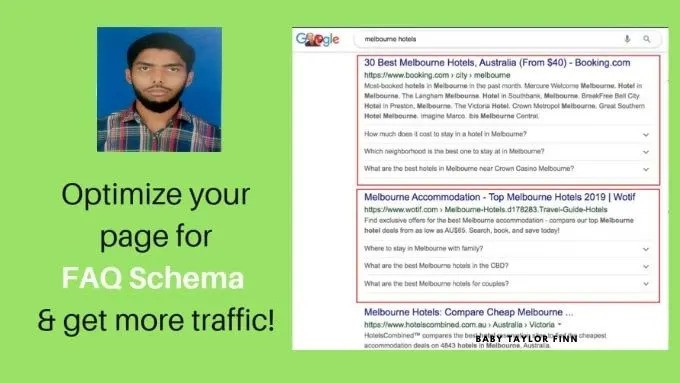 Optimize your
page for
FAQ Schema
& get more traffic!
Google
melbourne hotels
30 Best Melbourne Hotels, Australia (From $40) - Booking.com
https://www.booking.com › city › melbourne
Most-booked hotels in Melbourne in the past month. Mercure Welcome Melbourne. Hotel in
Melbourne. The Langham Melbourne. Hotel in Southbank, Melbourne. BreakFree Bell City.
Hotel in Preston, Melbourne. The Victoria Hotel. Crown Metropol Melbourne. Great Southern
Hotel Melbourne. Imagine Marco. ibis Melbourne Central.
How much does it cost to stay in a hotel in Melbourne?
Which neighborhood is the best one to stay at in Melbourne?
What are the best hotels in Melbourne near Crown Casino Melbourne?
Melbourne Accommodation - Top Melbourne Hotels 2019 | Wotif
https://www.wotif.com › Melbourne-Hotels.d178283.Travel-Guide-Hotels
Find exclusive offers for the best Melbourne accommodation - compare our top Melbourne
hotel deals from as low as AU$65. Search, book, and save today!
Where to stay in Melbourne with family?
What are the best Melbourne hotels in the CBD?
What are the best Melbourne hotels for couples?
Melbourne Hotels: Compare Cheap Melbourne ...
https://www.hotelscombined.com.au › Australia › Victoria
HotelsCombined™ compares the best hotel reservation sites to find the cheapest
accommodation deals on 4843 hotels in Melbourne, Australia.
BABY TAYLOR FINN